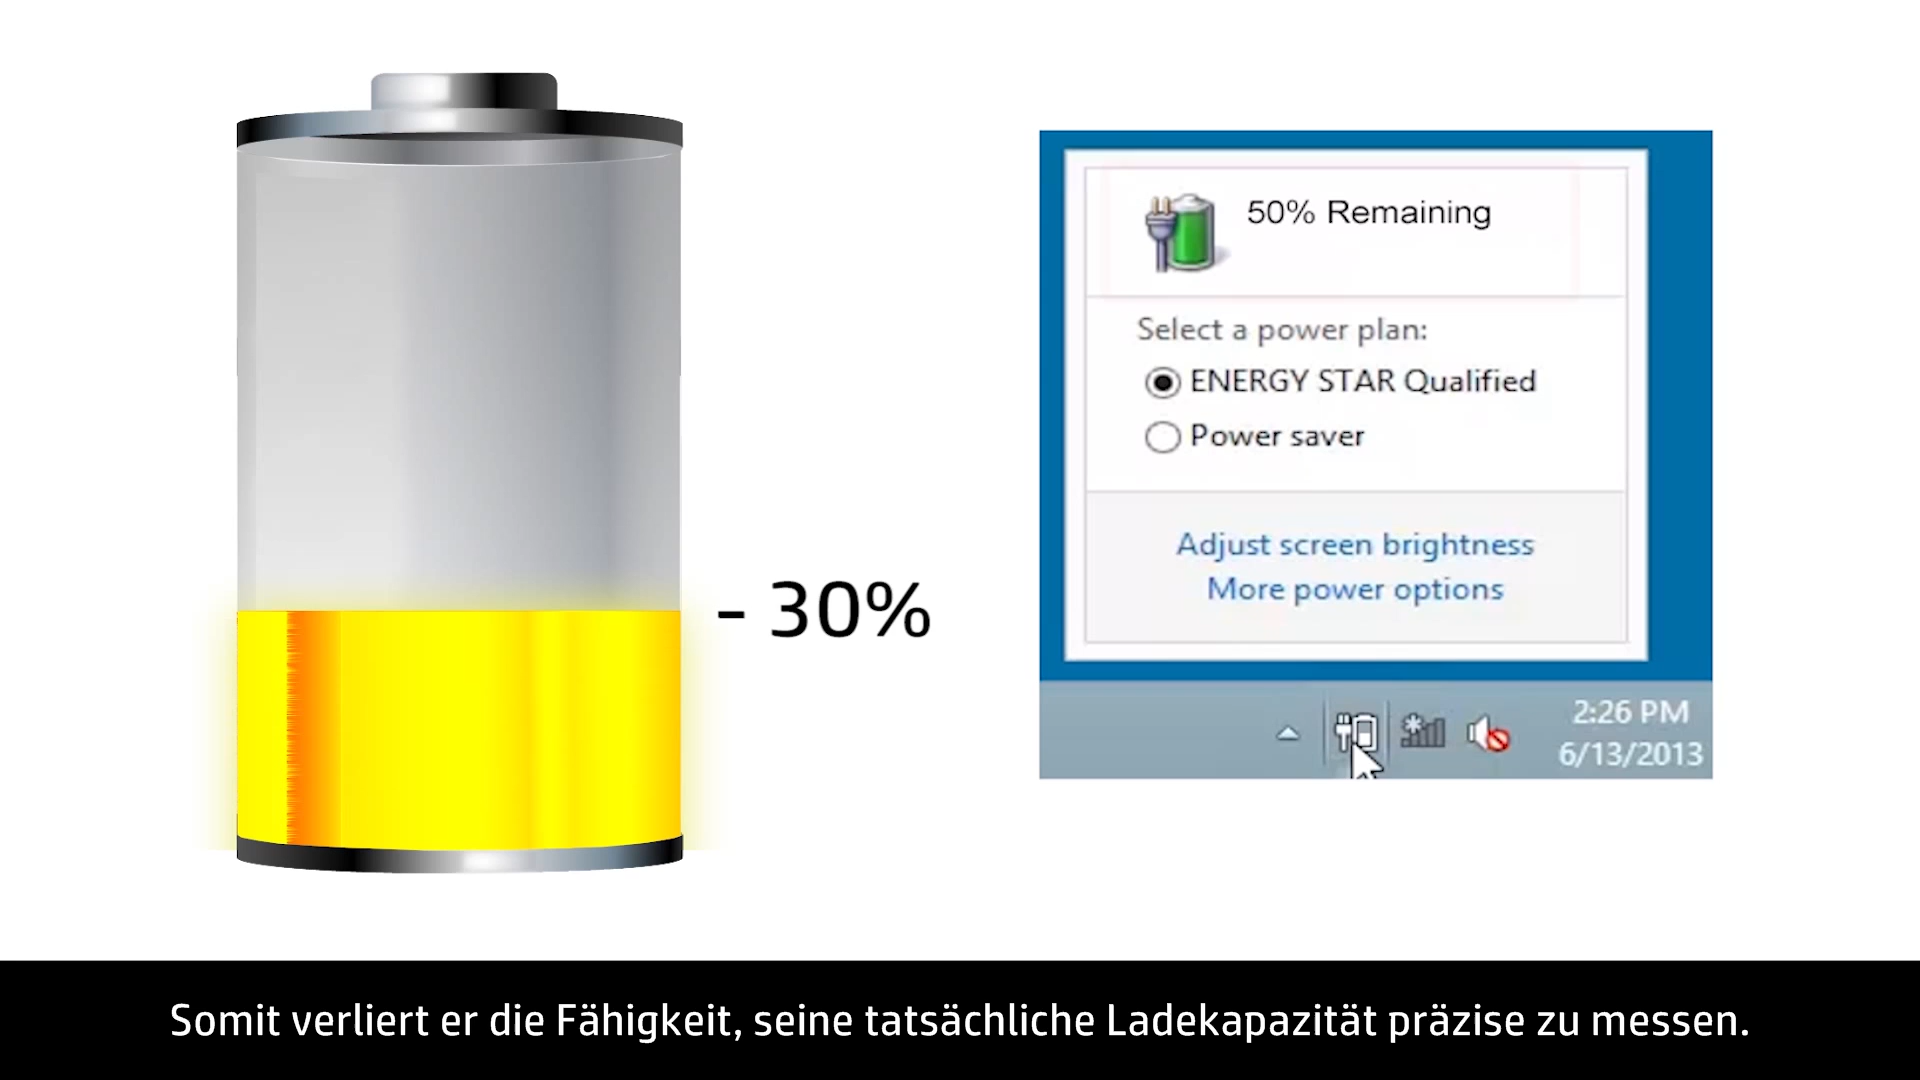 - 30%
50% Remaining
Select a power plan:
ENERGY STAR Qualified
Power saver
Adjust screen brightness
More power options
2:26 PM
6/13/2013
Somit verliert er die Fähigkeit, seine tatsächliche Ladekapazität präzise zu messen.